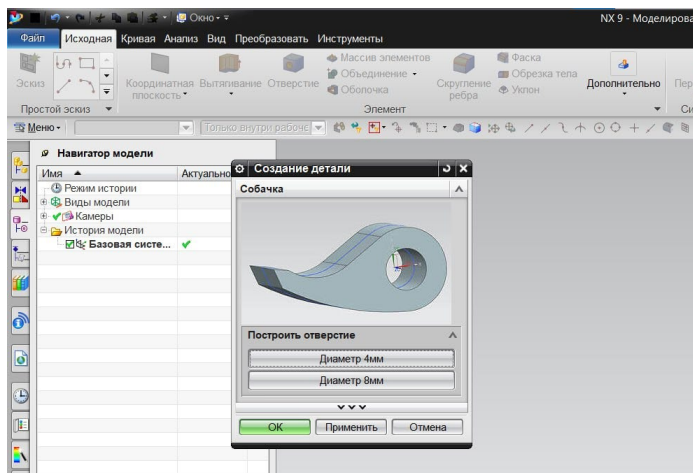 Окно
NX 9 - Моделирова
Файл Исходная Кривая Анализ Вид Преобразовать Инструменты
Эскиз
Координатная плоскость
Вытягивание
Отверстие
Массив элементов
Объединение
Оболочка
Скругление ребра
Фаска
Обрезка тела
Уклон
Дополнительно
Пер
Простой эскиз
Элемент
Си
Меню
Только внутри рабоче
Навигатор модели
Имя Актуально
Режим истории
Виды модели
Камеры
История модели
Базовая систе...
Создание детали
Собачка
Построить отверстие
Диаметр 4мм
Диаметр 8мм
OK Применить Отмена